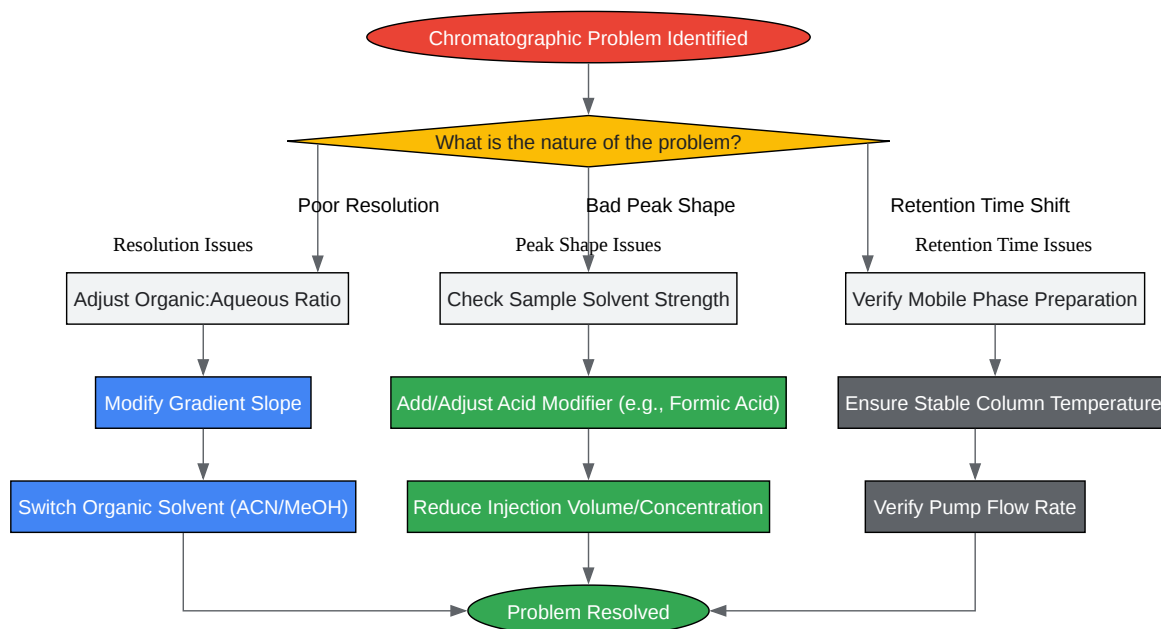 Chromatographic Problem Identified
What is the nature of the problem?
Poor Resolution
Bad Peak Shape
Retention Time Shift
Resolution Issues
Peak Shape Issues
Retention Time Issues
Adjust Organic:Aqueous Ratio
Check Sample Solvent Strength
Verify Mobile Phase Preparation
Modify Gradient Slope
Add/Adjust Acid Modifier (e.g., Formic Acid)
Ensure Stable Column Temperature
Switch Organic Solvent (ACN/MeOH)
Reduce Injection Volume/Concentration
Verify Pump Flow Rate
Problem Resolved